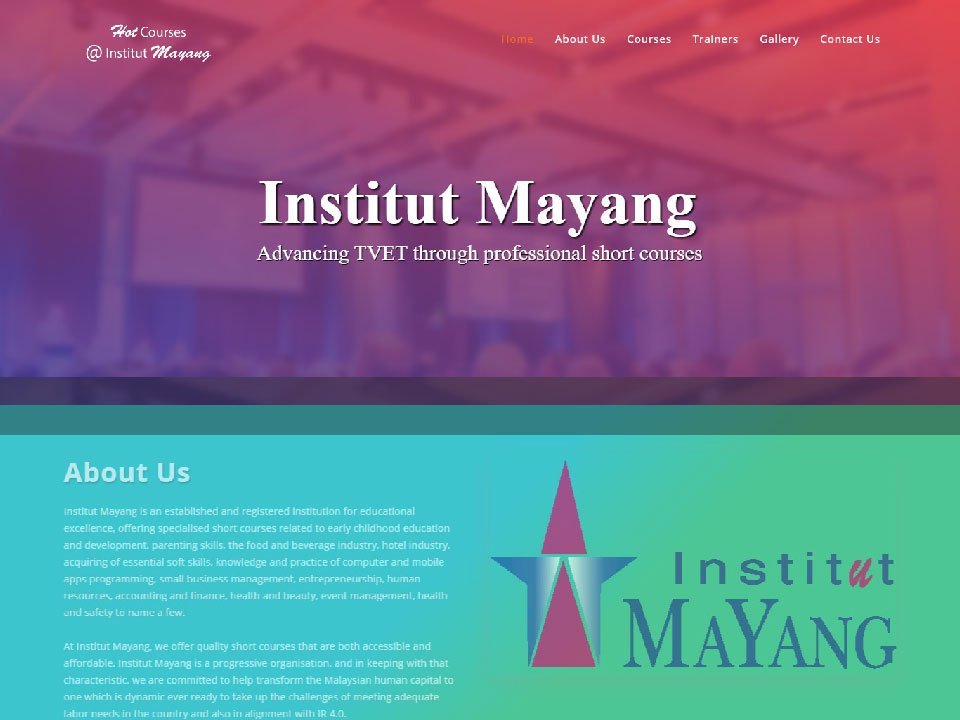 Hot Courses
@ Institut Mayang
Home About Us Courses Trainers Gallery Contact Us
Institut Mayang
Advancing TVET through professional short courses
About Us
Institut Mayang is an established and registered institution for educational
excellence, offering specialised short courses related to early childhood education
and development, parenting skills, the food and beverage industry, hotel industry,
acquiring of essential soft skills, knowledge and practice of computer and mobile
apps programming, small business management, entrepreneurship, human
resources, accounting and finance, health and beauty, event management, health
and safety to name a few.
At Institut Mayang, we offer quality short courses that are both accessible and
affordable. Institut Mayang is a progressive organisation, and in keeping with that
characteristic, we are committed to help transform the Malaysian human capital to
one which is dynamic ever ready to take up the challenges of meeting adequate
labor needs in the country and also in alignment with IR 4.0.
Institut
MAYANG